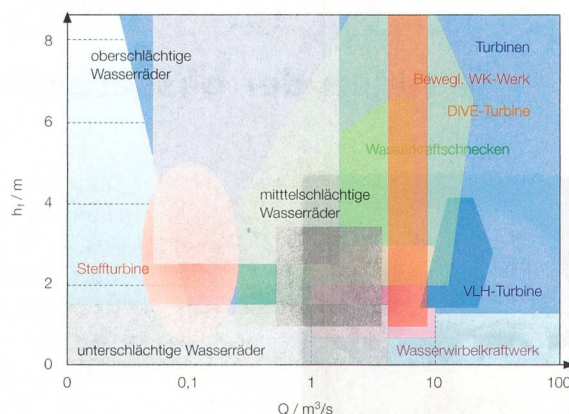 8
6
4
2
0
h_f / m
oberschlächtige
Wasserräder
Turbinen
Bewegl. WK-Werk
DIVE-Turbine
Wasserkraftschnecken
mitttelschlächtige
Wasserräder
Steffturbine
VLH-Turbine
unterschlächtige Wasserräder
Wasserwirbelkraftwerk
0
0,1
1
10
100
Q / m³/s